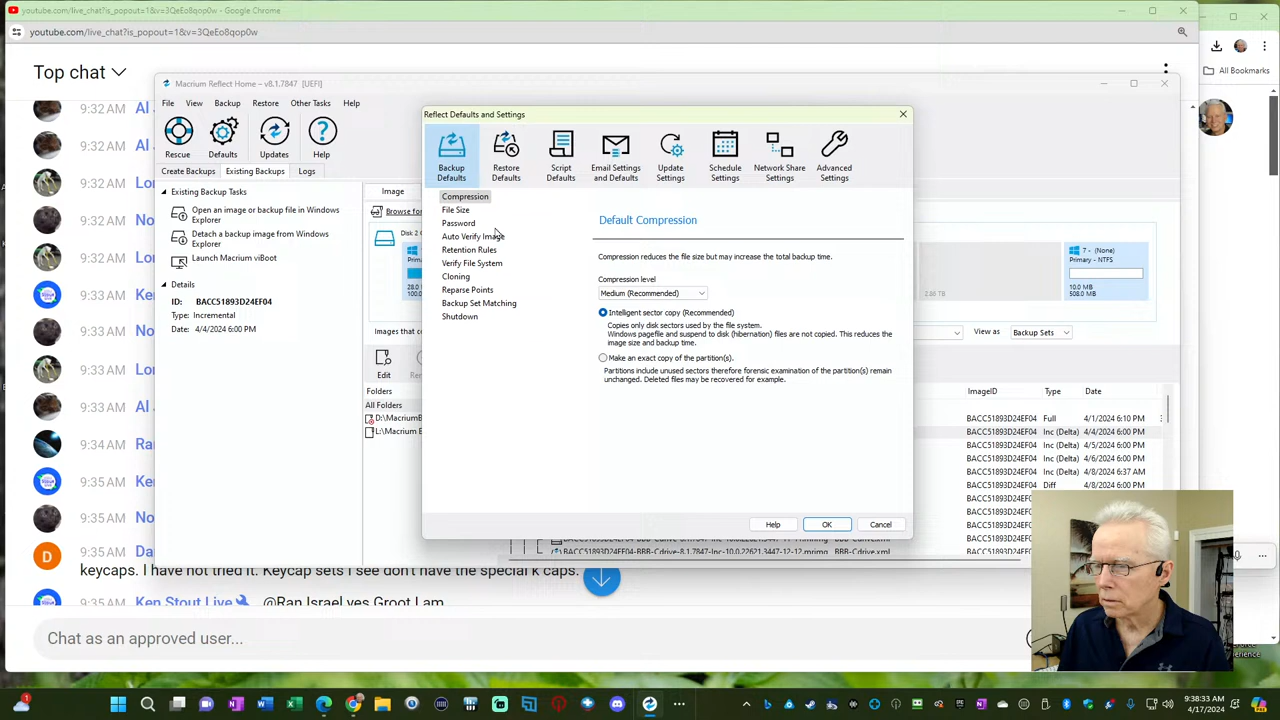 youtube.com/live_chat?is_popout=1&v=3QeEo8qop0w - Google Chrome
youtube.com/live_chat?is_popout=1&v=3QeEo8qop0w
All Bookmarks
Top chat
Macrium Reflect Home – v8.1.7847 [UEFI]
File View Backup Restore Other Tasks Help
Rescue Defaults Updates Help
Create Backups Existing Backups Logs
Existing Backup Tasks
Open an image or backup file in Windows
Explorer
Detach a backup image from Windows
Explorer
Launch Macrium viBoot
Details
ID: BACC51893D24EF04
Type: Incremental
Date: 4/4/2024 6:00 PM
9:32 AM Al
9:32 AM Al
9:32 AM
9:32 AM
9:32 AM
9:33 AM
9:33 AM
9:33 AM
9:33 AM Al
9:34 AM
9:35 AM
9:35 AM
9:35 AM
keycaps. I have not tried it. Keycap sets I see don't have the special k caps.
9:35 AM Ken Stout Live @Ran Israel yes Groot I am
Chat as an approved user...
Image
Browse for
Disk 2
Images that
Edit
Folders
All Folders
Reflect Defaults and Settings
Backup
Defaults
Restore
Defaults
Script
Defaults
Email Settings
and Defaults
Update
Settings
Schedule
Settings
Network Share
Settings
Advanced
Settings
Compression
File Size
Password
Auto Verify Image
Retention Rules
Verify File System
Cloning
Reparse Points
Backup Set Matching
Shutdown
Default Compression
Compression reduces the file size but may increase the total backup time.
Compression level
Medium (Recommended)
Intelligent sector copy (Recommended)
Copies only disk sectors used by the file system.
Windows pagefile and suspend to disk (hibernation) files are not copied. This reduces the
image size and backup time.
Make an exact copy of the partition(s).
Partitions include unused sectors therefore forensic examination of the partition(s) remain
unchanged. Deleted files may be recovered for example.
Help OK Cancel
7 - (None)
Primary - NTFS
10.0 MB
508.0 MB
2.66 TB
View as Backup Sets
ImageID Type Date
BACC51893D24EF04 Full 4/1/2024 6:10 PM
BACC51893D24EF04 Inc (Delta) 4/4/2024 6:00 PM
BACC51893D24EF04 Inc (Delta) 4/6/2024 6:00 PM
BACC51893D24EF04 Inc (Delta) 4/8/2024 6:37 AM
BACC51893D24EF04 Diff 4/8/2024 6:00 PM
9:38:33 AM
4/17/2024